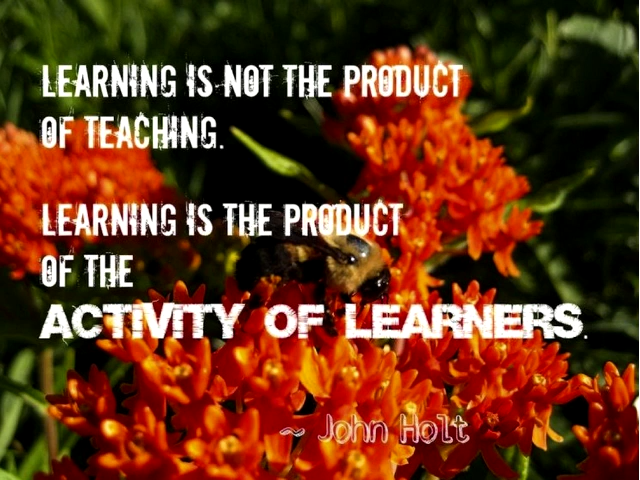 LEARNING IS NOT THE PRODUCT
OF TEACHING.
LEARNING IS THE PRODUCT
OF THE
ACTIVITY OF LEARNERS.
~ John Holt